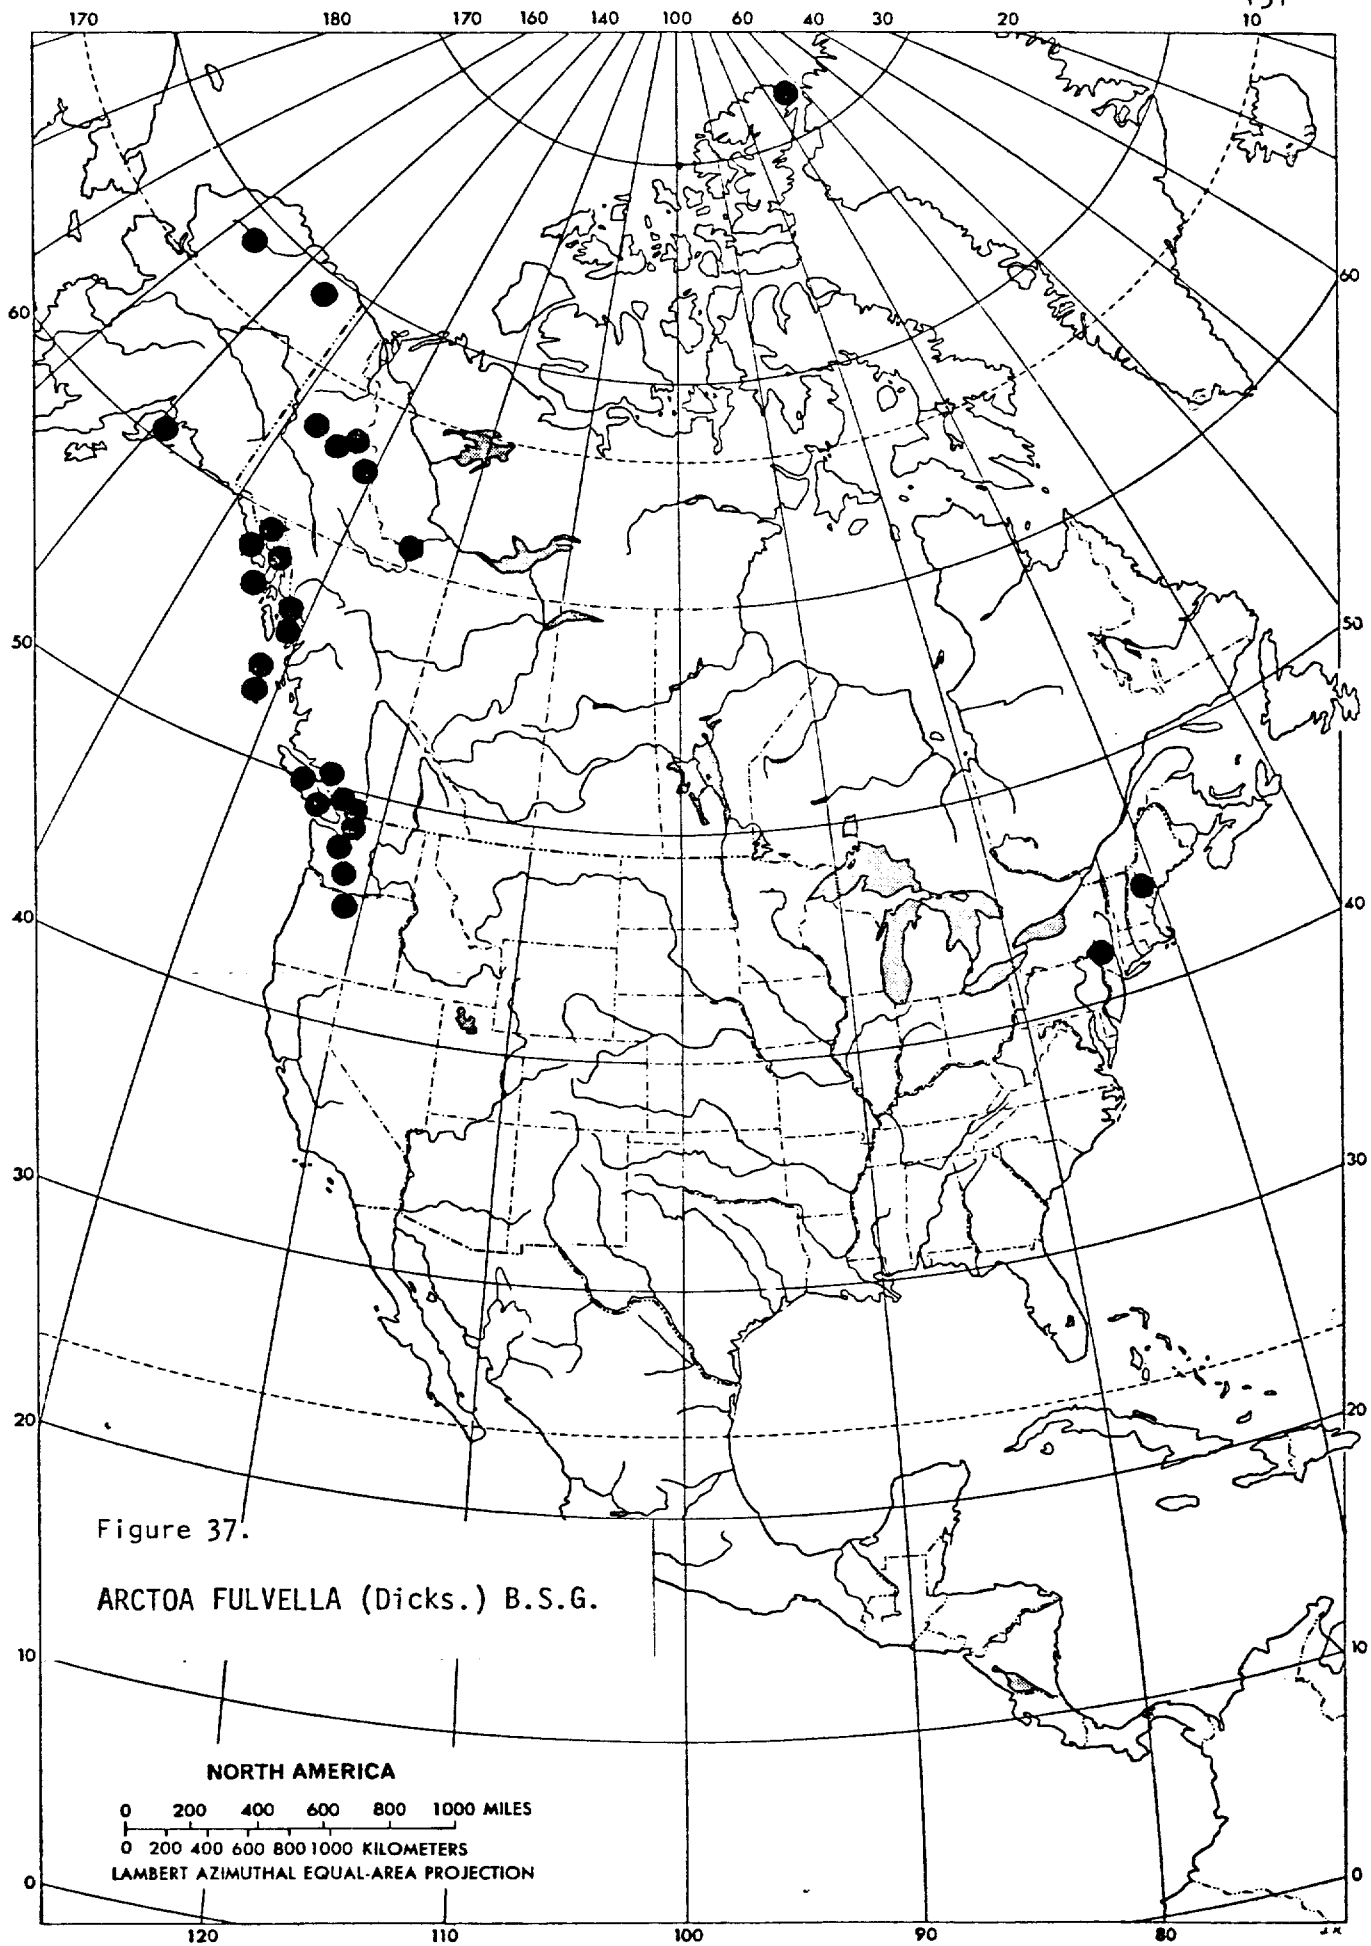 170 180 170 160 140 100 60 40 30 20 10
60 60
50 50
40 40
30 30
20 20
Figure 37.
ARCTOA FULVELLA (Dicks.) B.S.G.
10 10
NORTH AMERICA
0 200 400 600 800 1000 MILES
0 200 400 600 800 1000 KILOMETERS
LAMBERT AZIMUTHAL EQUAL-AREA PROJECTION
0 0
120 110 100 90 80